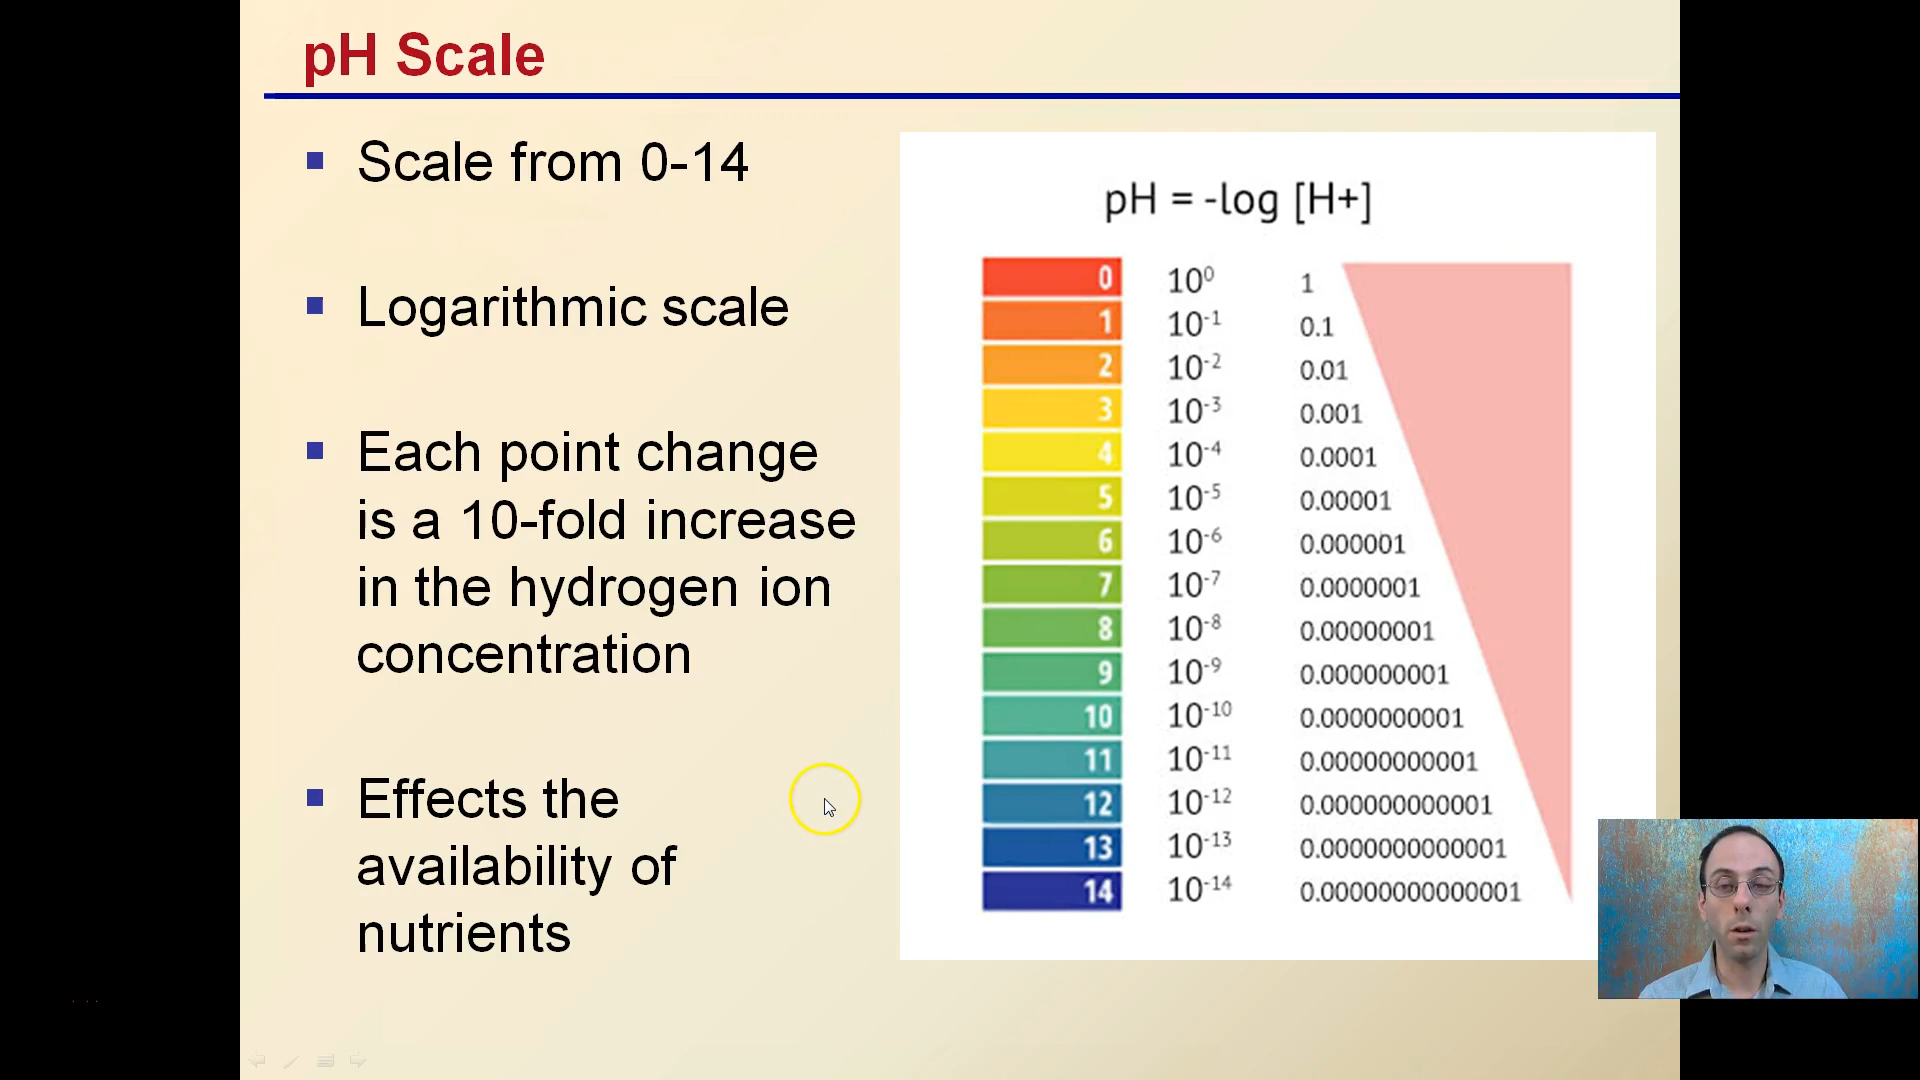 pH Scale
Scale from 0-14
Logarithmic scale
Each point change
is a 10-fold increase
in the hydrogen ion
concentration
Effects the
availability of
nutrients
pH = -log [H+]
0 10⁰ 1
1 10⁻¹ 0.1
2 10⁻² 0.01
3 10⁻³ 0.001
4 10⁻⁴ 0.0001
5 10⁻⁵ 0.00001
6 10⁻⁶ 0.000001
7 10⁻⁷ 0.0000001
8 10⁻⁸ 0.00000001
9 10⁻⁹ 0.000000001
10 10⁻¹⁰ 0.0000000001
11 10⁻¹¹ 0.00000000001
12 10⁻¹² 0.000000000001
13 10⁻¹³ 0.0000000000001
14 10⁻¹⁴ 0.00000000000001